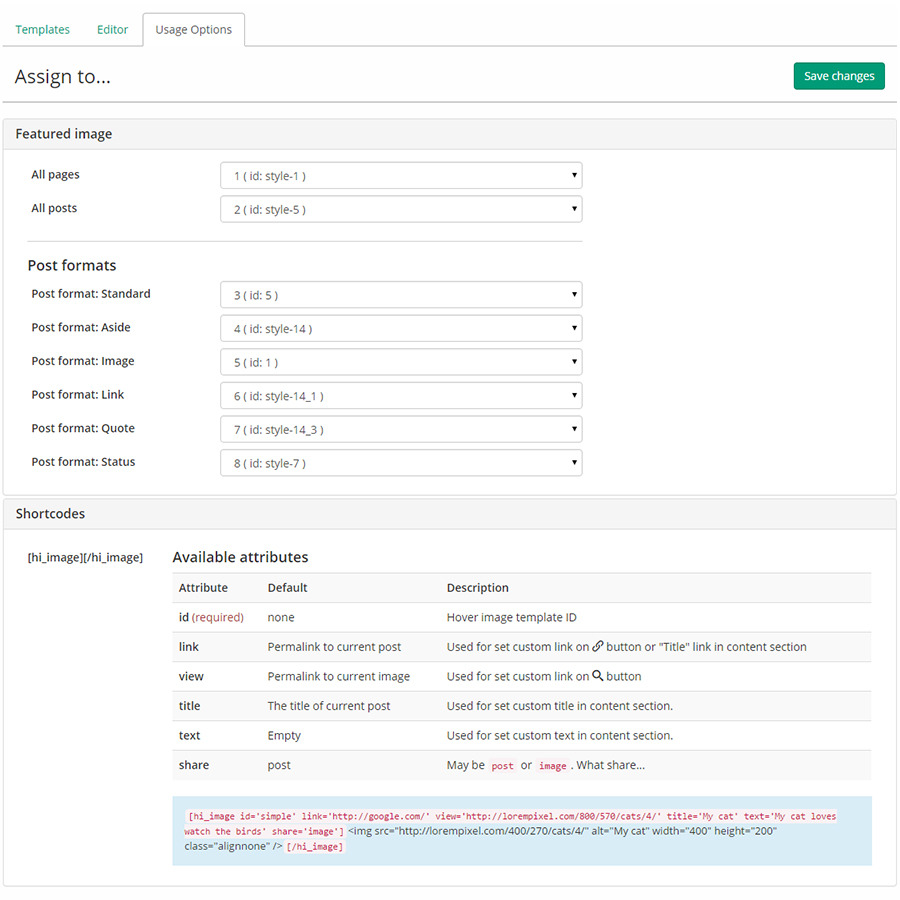 Templates Editor Usage Options
Assign to... Save changes
Featured image
All pages 1 ( id: style-1 )
All posts 2 ( id: style-5 )
Post formats
Post format: Standard 3 ( id: 5 )
Post format: Aside 4 ( id: style-14 )
Post format: Image 5 ( id: 1 )
Post format: Link 6 ( id: style-14_1 )
Post format: Quote 7 ( id: style-14_3 )
Post format: Status 8 ( id: style-7 )
Shortcodes
[hi_image][/hi_image] Available attributes
Attribute Default Description
id (required) none Hover image template ID
link Permalink to current post Used for set custom link on button or "Title" link in content section
view Permalink to current image Used for set custom link on button
title The title of current post Used for set custom title in content section.
text Empty Used for set custom text in content section.
share post May be post or image . What share...
[hi_image id='simple' link='http://google.com/' view='http://lorempixel.com/800/570/cats/4/' title='My cat' text='My cat loves
watch the birds' share='image'] <img src="http://lorempixel.com/400/270/cats/4/" alt="My cat" width="400" height="200"
class="alignnone" /> [/hi_image]